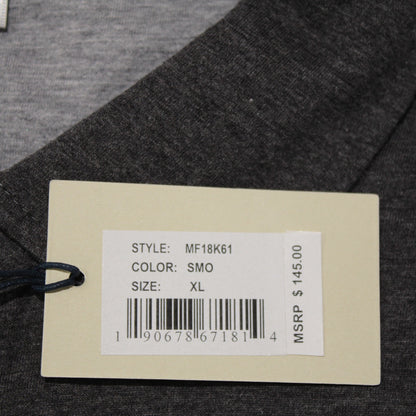 STYLE: MF18K61
COLOR: SMO
SIZE: XL
1 90678 67181 4
MSRP $ 145.00